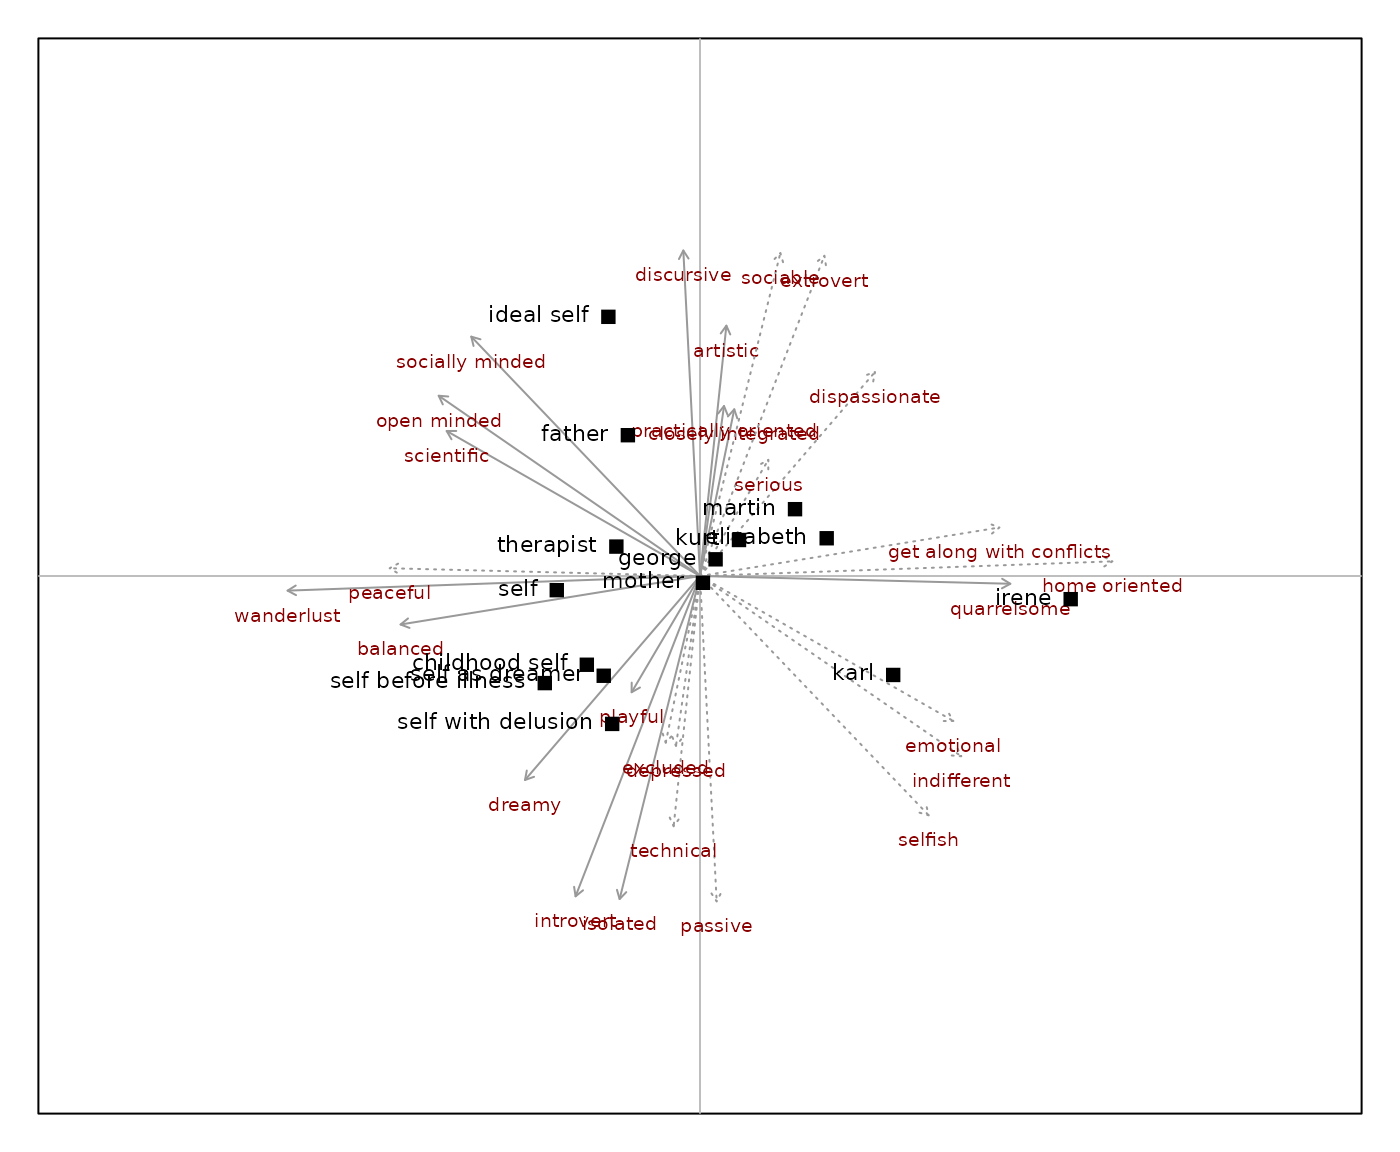 discursive
sociable
extrovert
ideal self
artistic
socially minded
dispassionate
open minded
father
practically oriented
closely integrated
scientific
serious
martin
kurt
elizabeth
therapist
george
get along with conflicts
mother
home oriented
self
peaceful
irene
quarrelsome
wanderlust
balanced
childhood self
self as dreamer
karl
self before illness
playful
self with delusion
emotional
excluded
depressed
indifferent
dreamy
selfish
technical
introvert
isolated
passive